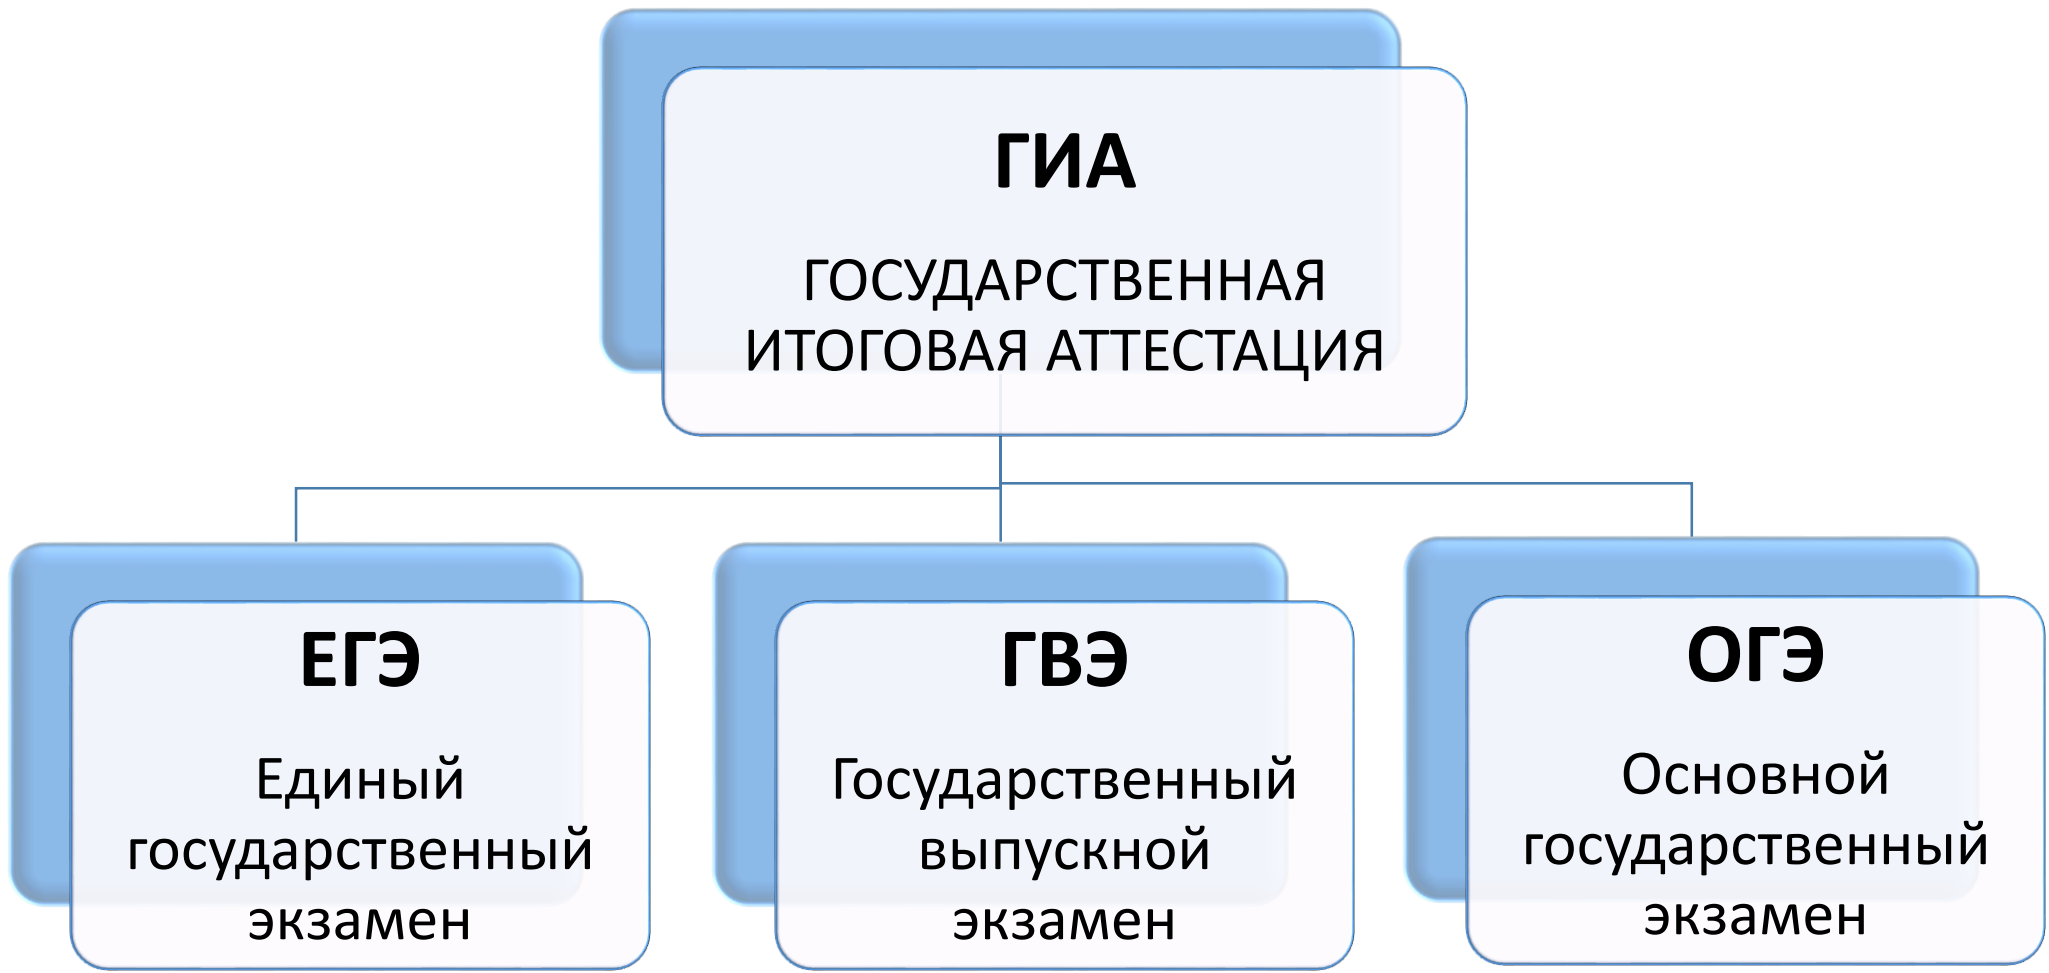 ГИА
ГОСУДАРСТВЕННАЯ
ИТОГОВАЯ АТТЕСТАЦИЯ
ЕГЭ
Единый
государственный
экзамен
ГВЭ
Государственный
выпускной
экзамен
ОГЭ
Основной
государственный
экзамен